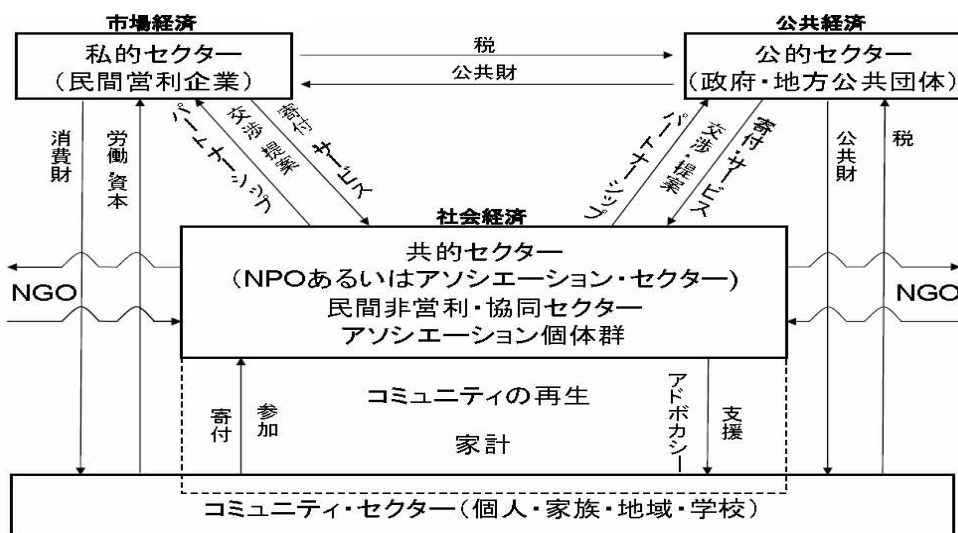 市場経済
公共経済
私的セクター
(民間営利企業)
税
公共財
公的セクター
(政府・地方公共団体)
消費財
労働・資本
パートナーシップ
交渉・提案
寄付・サービス
パートナーシップ
交渉・提案
寄付・サービス
公共財
税
社会経済
共的セクター
(NPOあるいはアソシエーション・セクター)
民間非営利・協同セクター
アソシエーション個体群
NGO
NGO
寄付
参加
コミュニティの再生
家計
アドボカシー
支援
コミュニティ・セクター(個人・家族・地域・学校)